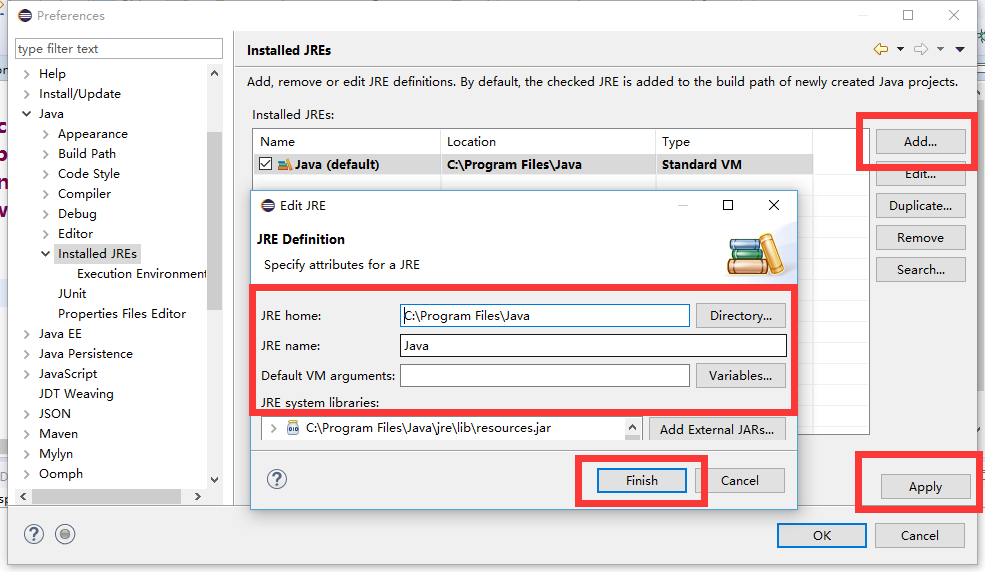 Preferences
type filter text
Help
Install/Update
Java
Appearance
Build Path
Code Style
Compiler
Debug
Editor
Installed JREs
Execution Environment
JUnit
Properties Files Editor
Java EE
Java Persistence
JavaScript
JDT Weaving
JSON
Maven
Mylyn
Oomph
Installed JREs
Add, remove or edit JRE definitions. By default, the checked JRE is added to the build path of newly created Java projects.
Installed JREs:
Name Location Type
Java (default) C:\Program Files\Java Standard VM
Add...
Edit...
Duplicate...
Remove
Search...
Edit JRE
JRE Definition
Specify attributes for a JRE
JRE home: C:\Program Files\Java Directory...
JRE name: Java
Default VM arguments: Variables...
JRE system libraries:
C:\Program Files\Java\jre\lib\resources.jar Add External JARs...
? Finish Cancel
Apply
? OK Cancel